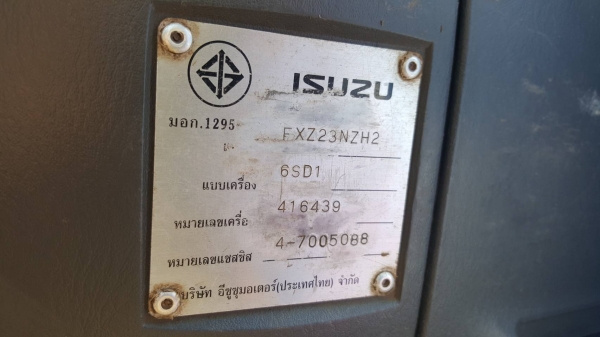 ISUZU
มอก.1295 FXZ23NZH2
แบบเครื่อง 6SD1
หมายเลขเครื่อ 416439
หมายเลขแชสซิส 4-7005088
บริษัท อีซูซุมอเตอร์(ประเทศไทย) จำกัด